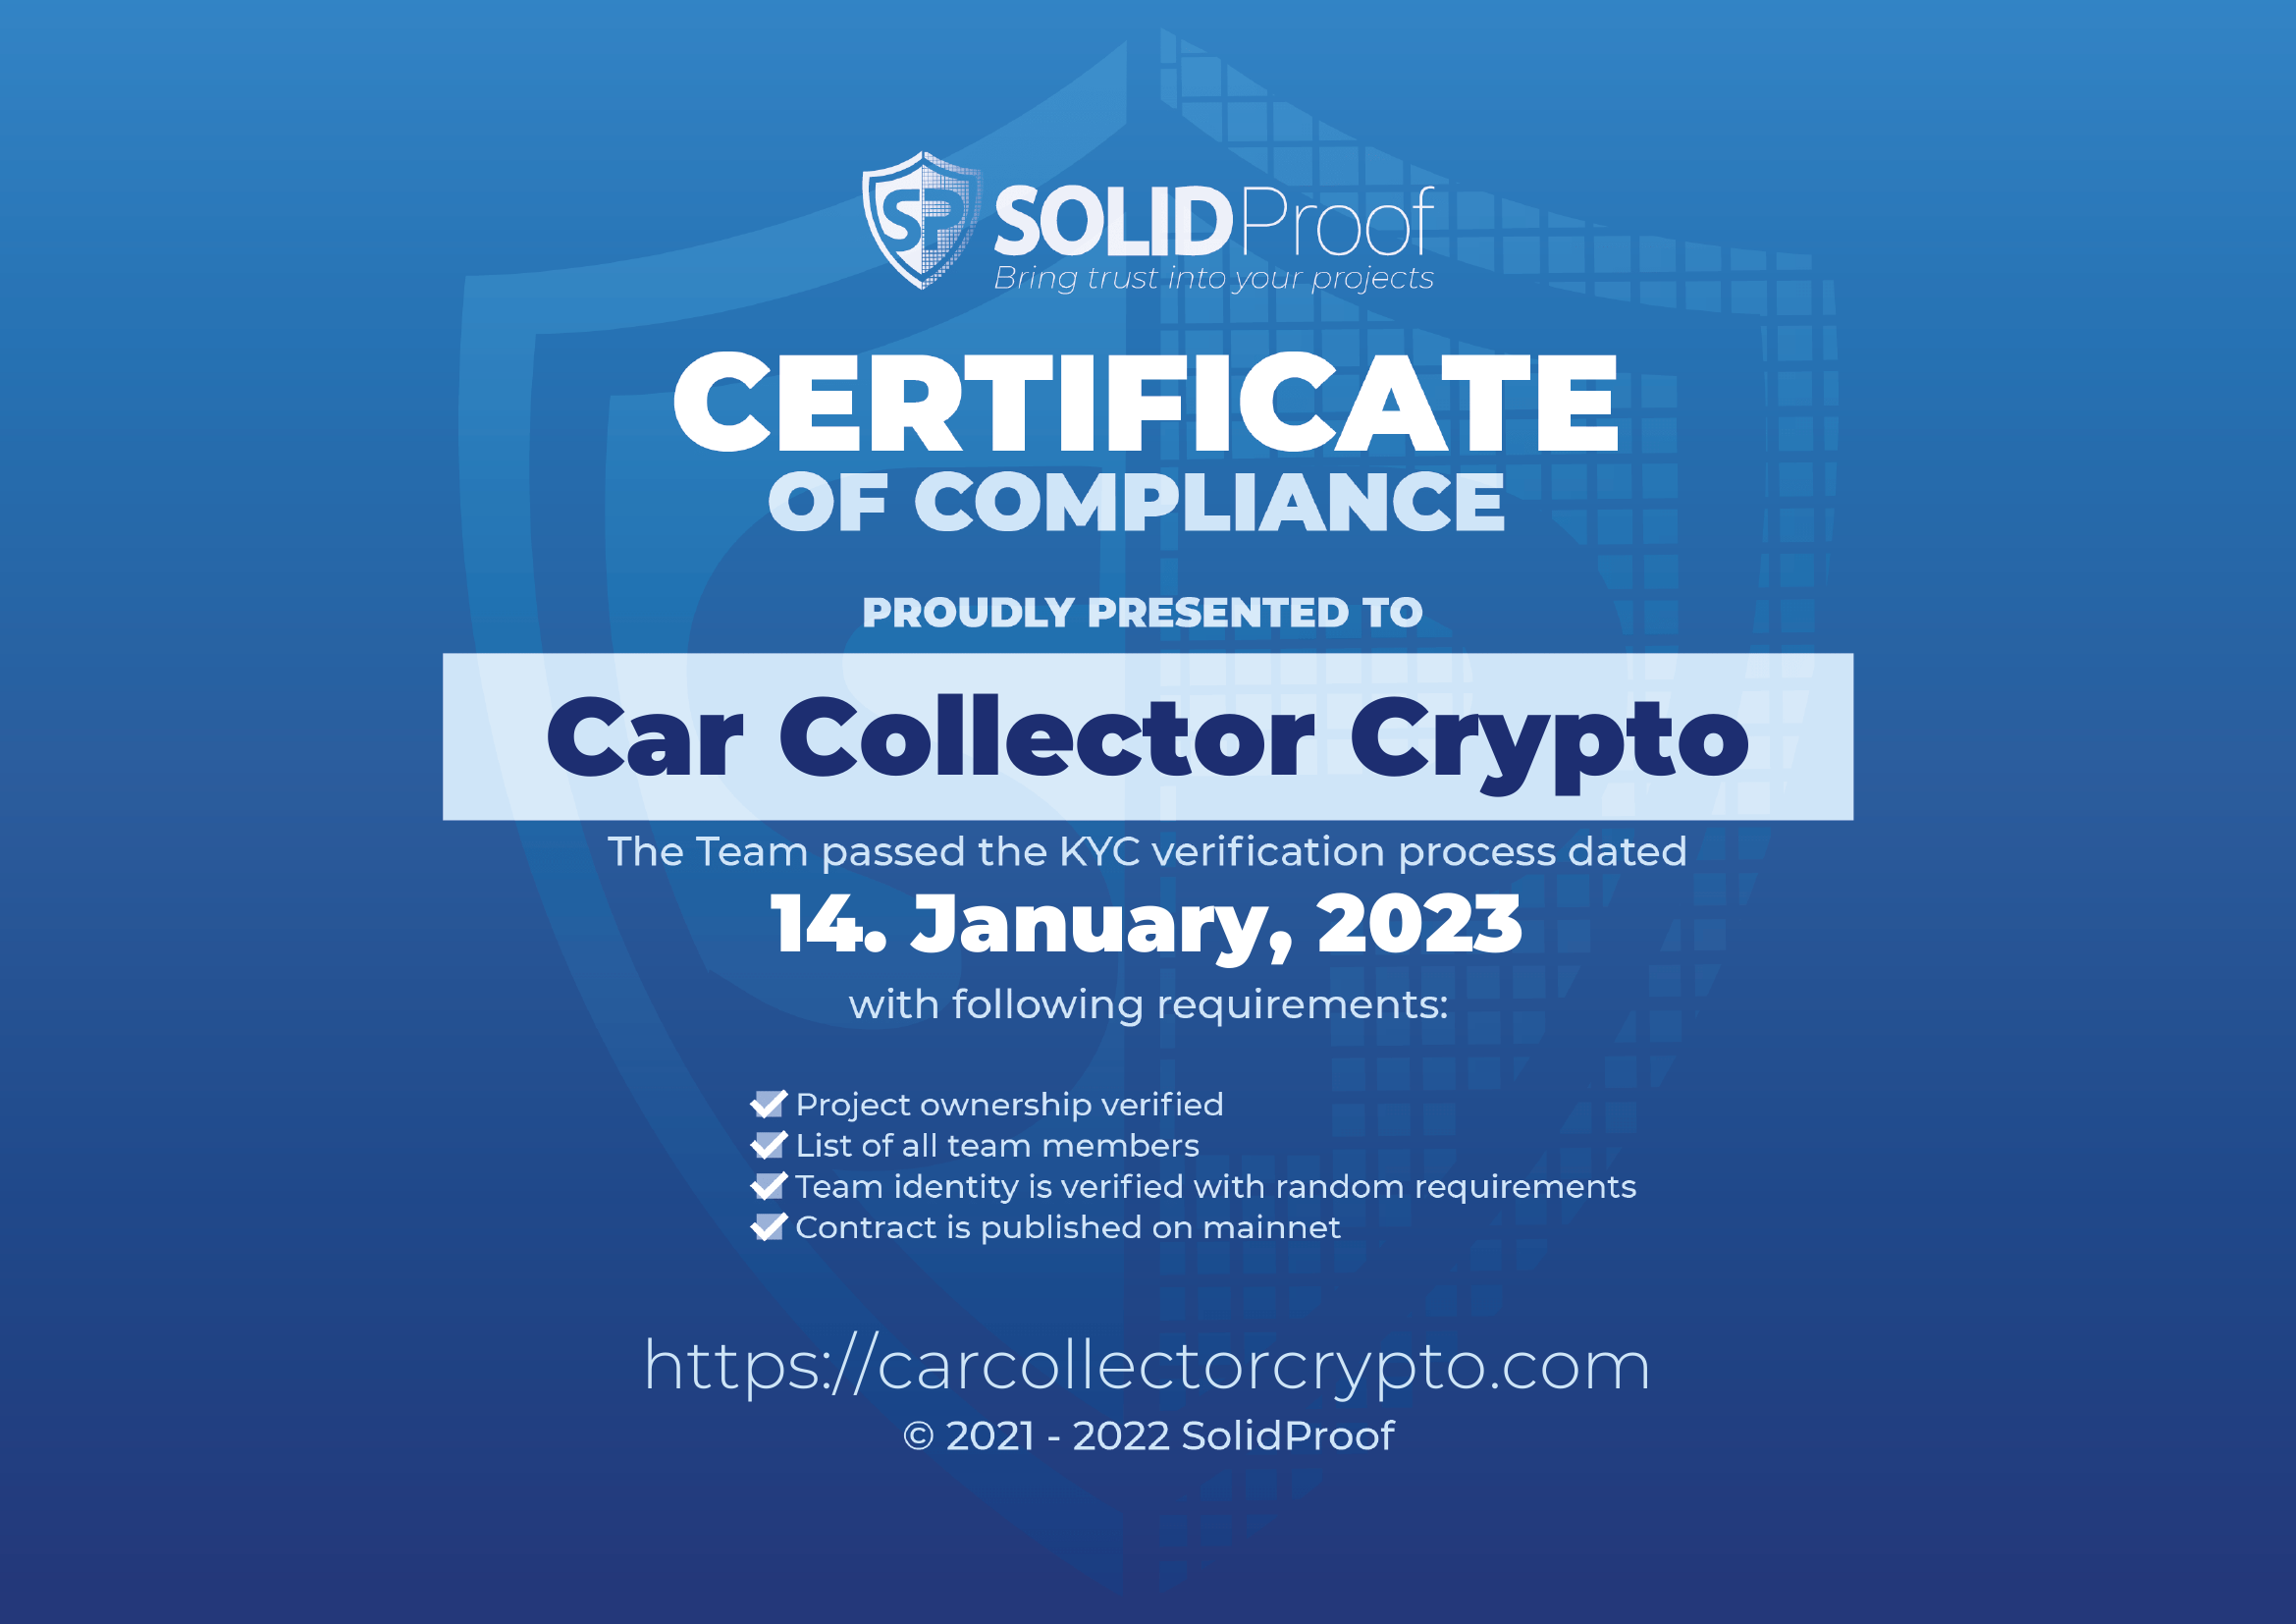 SP SOLIDProof
Bring trust into your projects
CERTIFICATE
OF COMPLIANCE
PROUDLY PRESENTED TO
Car Collector Crypto
The Team passed the KYC verification process dated
14. January, 2023
with following requirements:
Project ownership verified
List of all team members
Team identity is verified with random requirements
Contract is published on mainnet
https://carcollectorcrypto.com
© 2021 - 2022 SolidProof